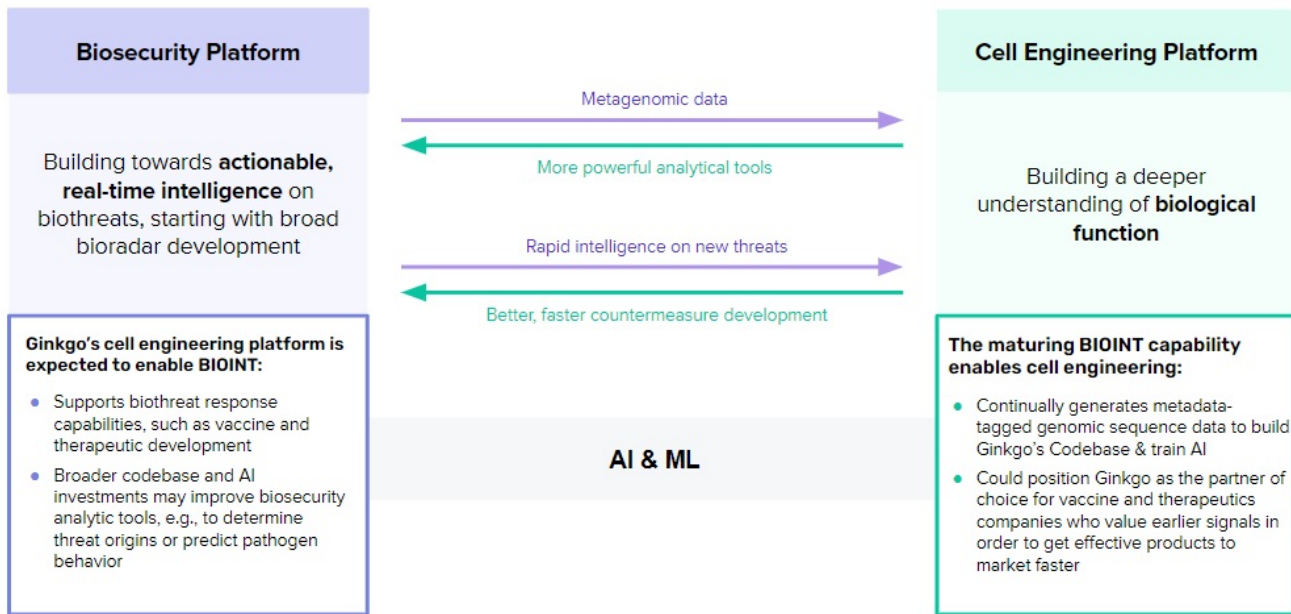 Biosecurity Platform
Building towards actionable,
real-time intelligence on
biothreats, starting with broad
bioradar development
Ginkgo's cell engineering platform is
expected to enable BIOINT:
● Supports biothreat response
capabilities, such as vaccine and
therapeutic development
● Broader codebase and AI
investments may improve biosecurity
analytic tools, e.g., to determine
threat origins or predict pathogen
behavior
Metagenomic data
More powerful analytical tools
Rapid intelligence on new threats
Better, faster countermeasure development
AI & ML
Cell Engineering Platform
Building a deeper
understanding of biological
function
The maturing BIOINT capability
enables cell engineering:
● Continually generates metadata-
tagged genomic sequence data to build
Ginkgo's Codebase & train AI
● Could position Ginkgo as the partner of
choice for vaccine and therapeutics
companies who value earlier signals in
order to get effective products to
market faster